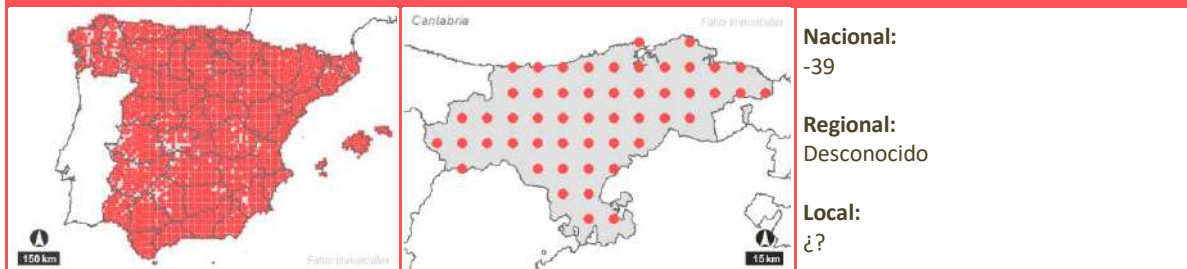 150 km
Cantabria
15 km
Nacional:
-39
Regional:
Desconocido
Local:
¿?